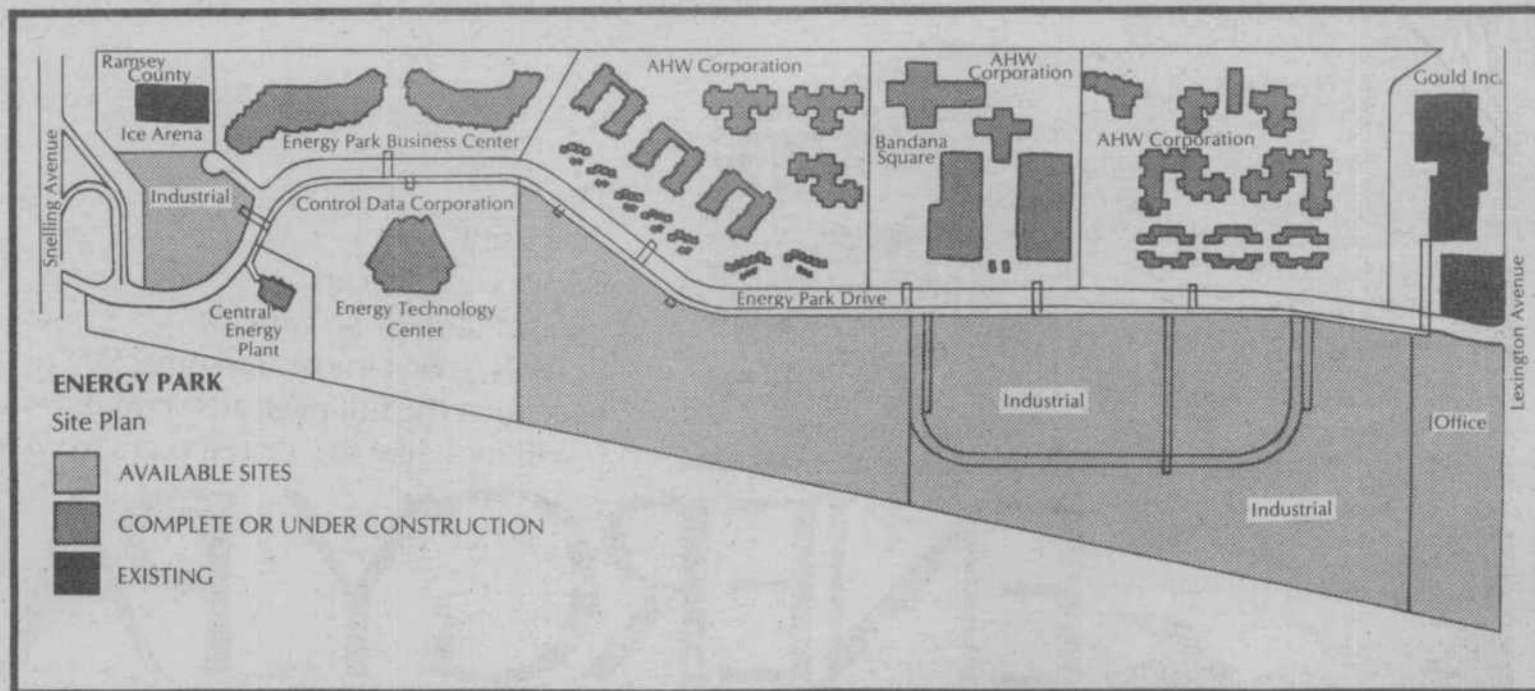 Ramsey
County
Ice Arena
Snelling Avenue
Industrial
Energy Park Business Center
Control Data Corporation
Energy Technology
Center
Central
Energy
Plant
AHW Corporation
Bandana
Square
AHW
Corporation
AHW Corporation
Gould Inc.
Energy Park Drive
Lexington Avenue
Industrial
Industrial
Office
ENERGY PARK
Site Plan
AVAILABLE SITES
COMPLETE OR UNDER CONSTRUCTION
EXISTING